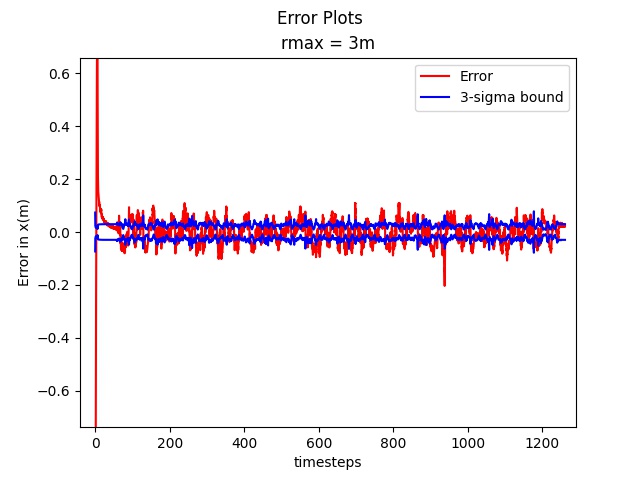 Error Plots
rmax = 3m
Error
3-sigma bound
0.6
0.4
0.2
0.0
−0.2
−0.4
−0.6
Error in x(m)
0 200 400 600 800 1000 1200
timesteps